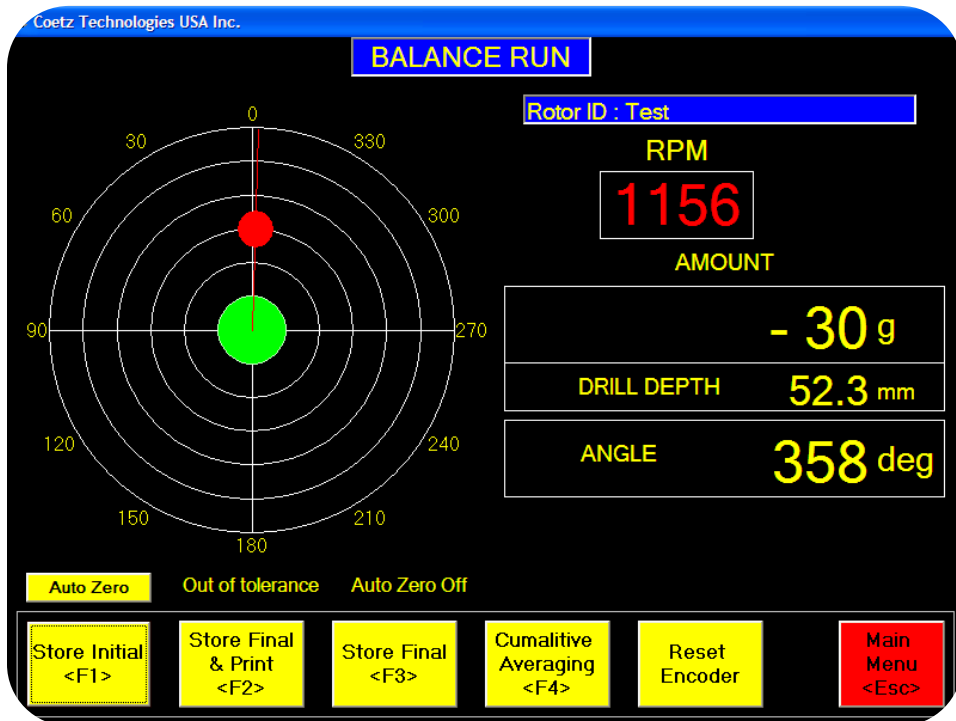 Coetz Technologies USA Inc.
BALANCE RUN
Rotor ID : Test
RPM
1156
AMOUNT
- 30 g
DRILL DEPTH 52.3 mm
ANGLE 358 deg
0
30 330
60 300
90 270
120 240
150 210
180
Auto Zero Out of tolerance Auto Zero Off
Store Initial
<F1>
Store Final
& Print
<F2>
Store Final
<F3>
Cumalitive
Averaging
<F4>
Reset
Encoder
Main
Menu
<Esc>